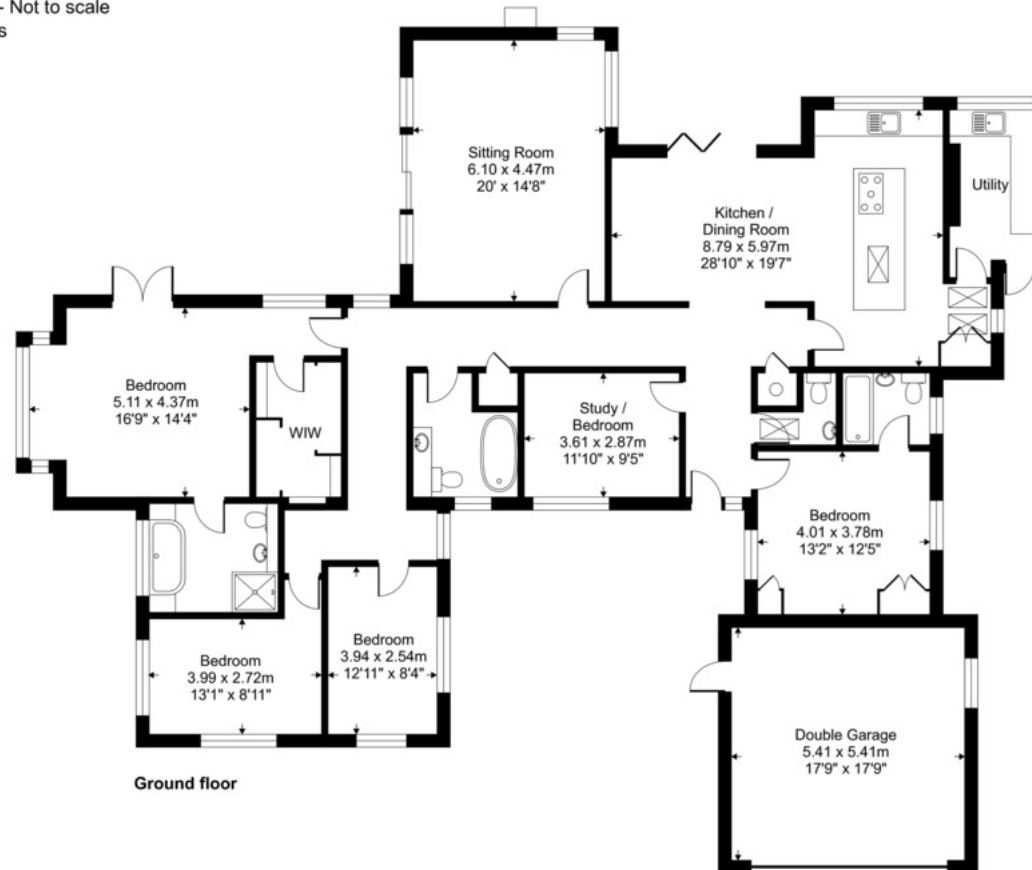 - Not to scale
s
Sitting Room
6.10 x 4.47m
20' x 14'8"
Kitchen /
Dining Room
8.79 x 5.97m
28'10" x 19'7"
Utility
Bedroom
5.11 x 4.37m
16'9" x 14'4"
WIW
Study /
Bedroom
3.61 x 2.87m
11'10" x 9'5"
Bedroom
4.01 x 3.78m
13'2" x 12'5"
Bedroom
3.99 x 2.72m
13'1" x 8'11"
Bedroom
3.94 x 2.54m
12'11" x 8'4"
Double Garage
5.41 x 5.41m
17'9" x 17'9"
Ground floor